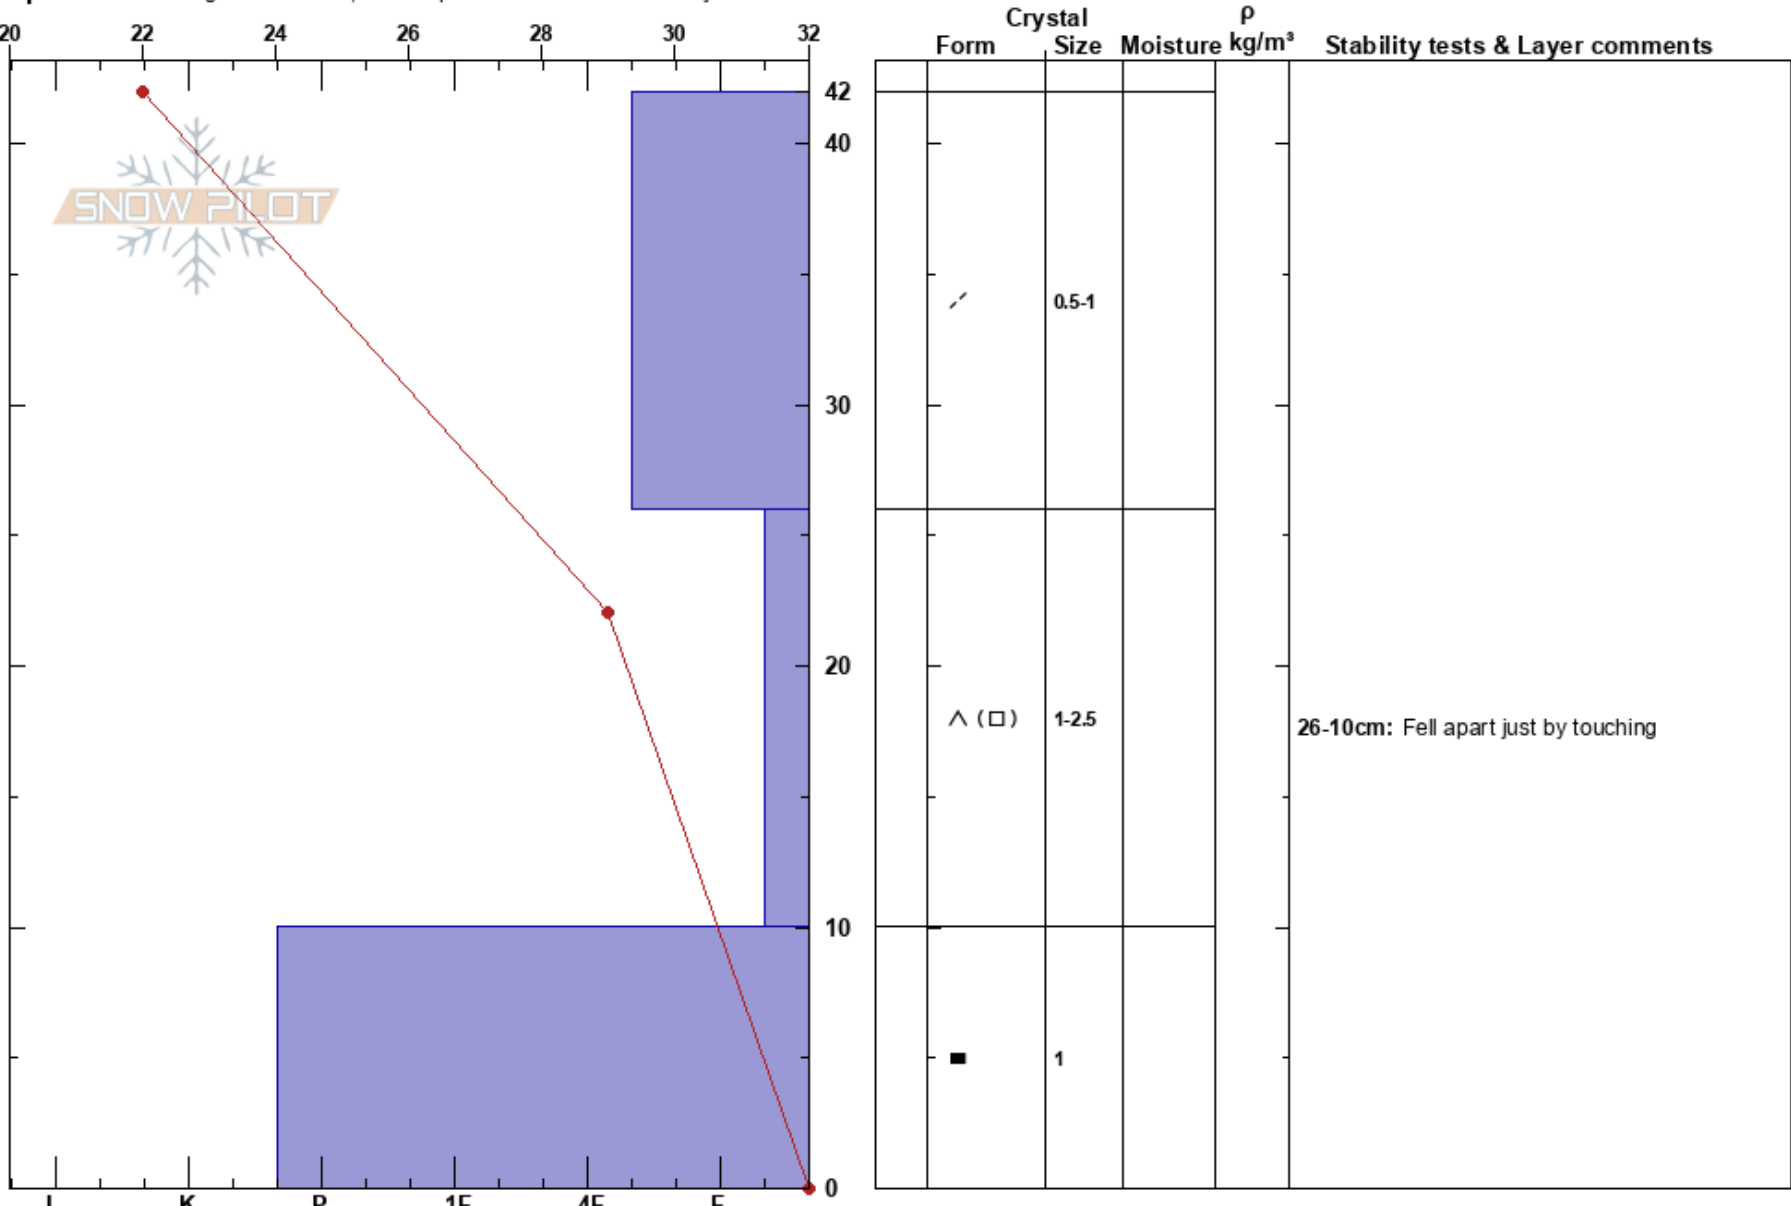 20 22 24 26 28 30 32
Crystal ρ
Form Size Moisture kg/m³ Stability tests & Layer comments
42
40
SNOW PILOT
0.5-1
30
20
1-2.5
26-10cm: Fell apart just by touching
10
1
0
I K P 1F 4F F